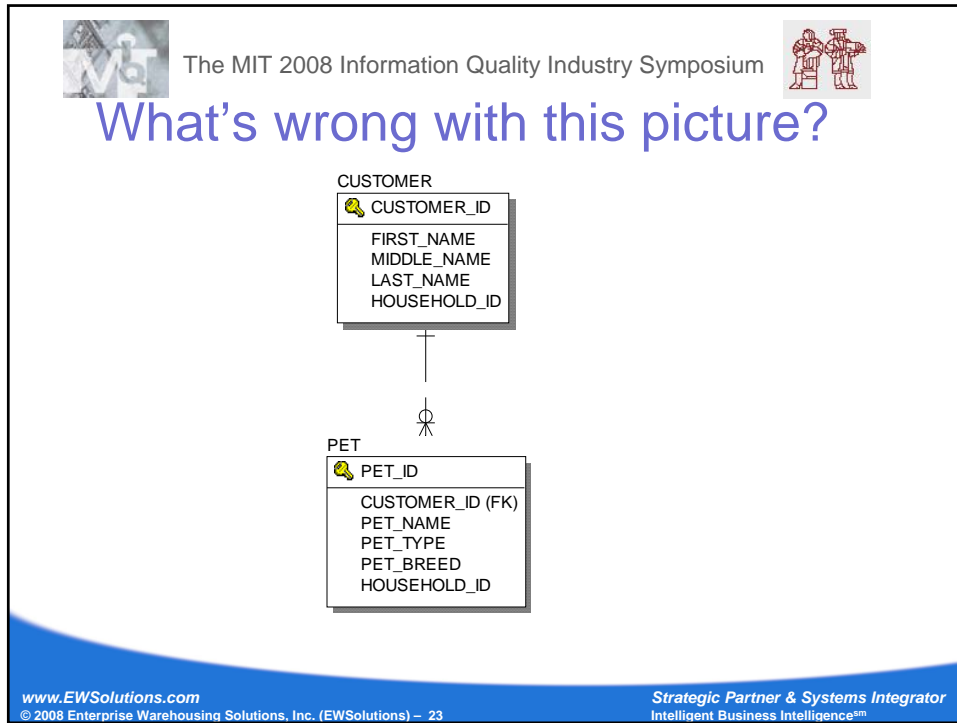 The MIT 2008 Information Quality Industry Symposium
What’s wrong with this picture?
CUSTOMER
CUSTOMER_ID
FIRST_NAME
MIDDLE_NAME
LAST_NAME
HOUSEHOLD_ID
PET
PET_ID
CUSTOMER_ID (FK)
PET_NAME
PET_TYPE
PET_BREED
HOUSEHOLD_ID
www.EWSolutions.com
Strategic Partner & Systems Integrator
© 2008 Enterprise Warehousing Solutions, Inc. (EWSolutions) – 23
Intelligent Business Intelligence℠